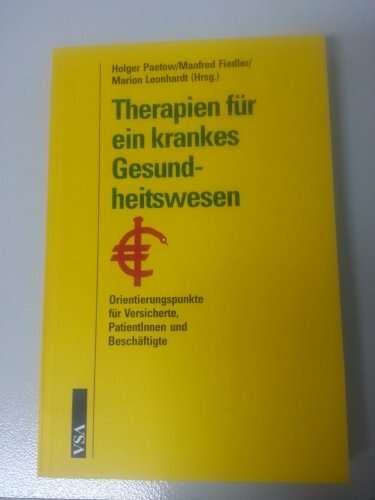 Holger Paetow/Manfred Fiedler/
Marion Leonhardt (Hrsg.)
Therapien für
ein krankes
Gesund-
heitswesen
Orientierungspunkte
für Versicherte,
PatientInnen und
Beschäftigte
VSA